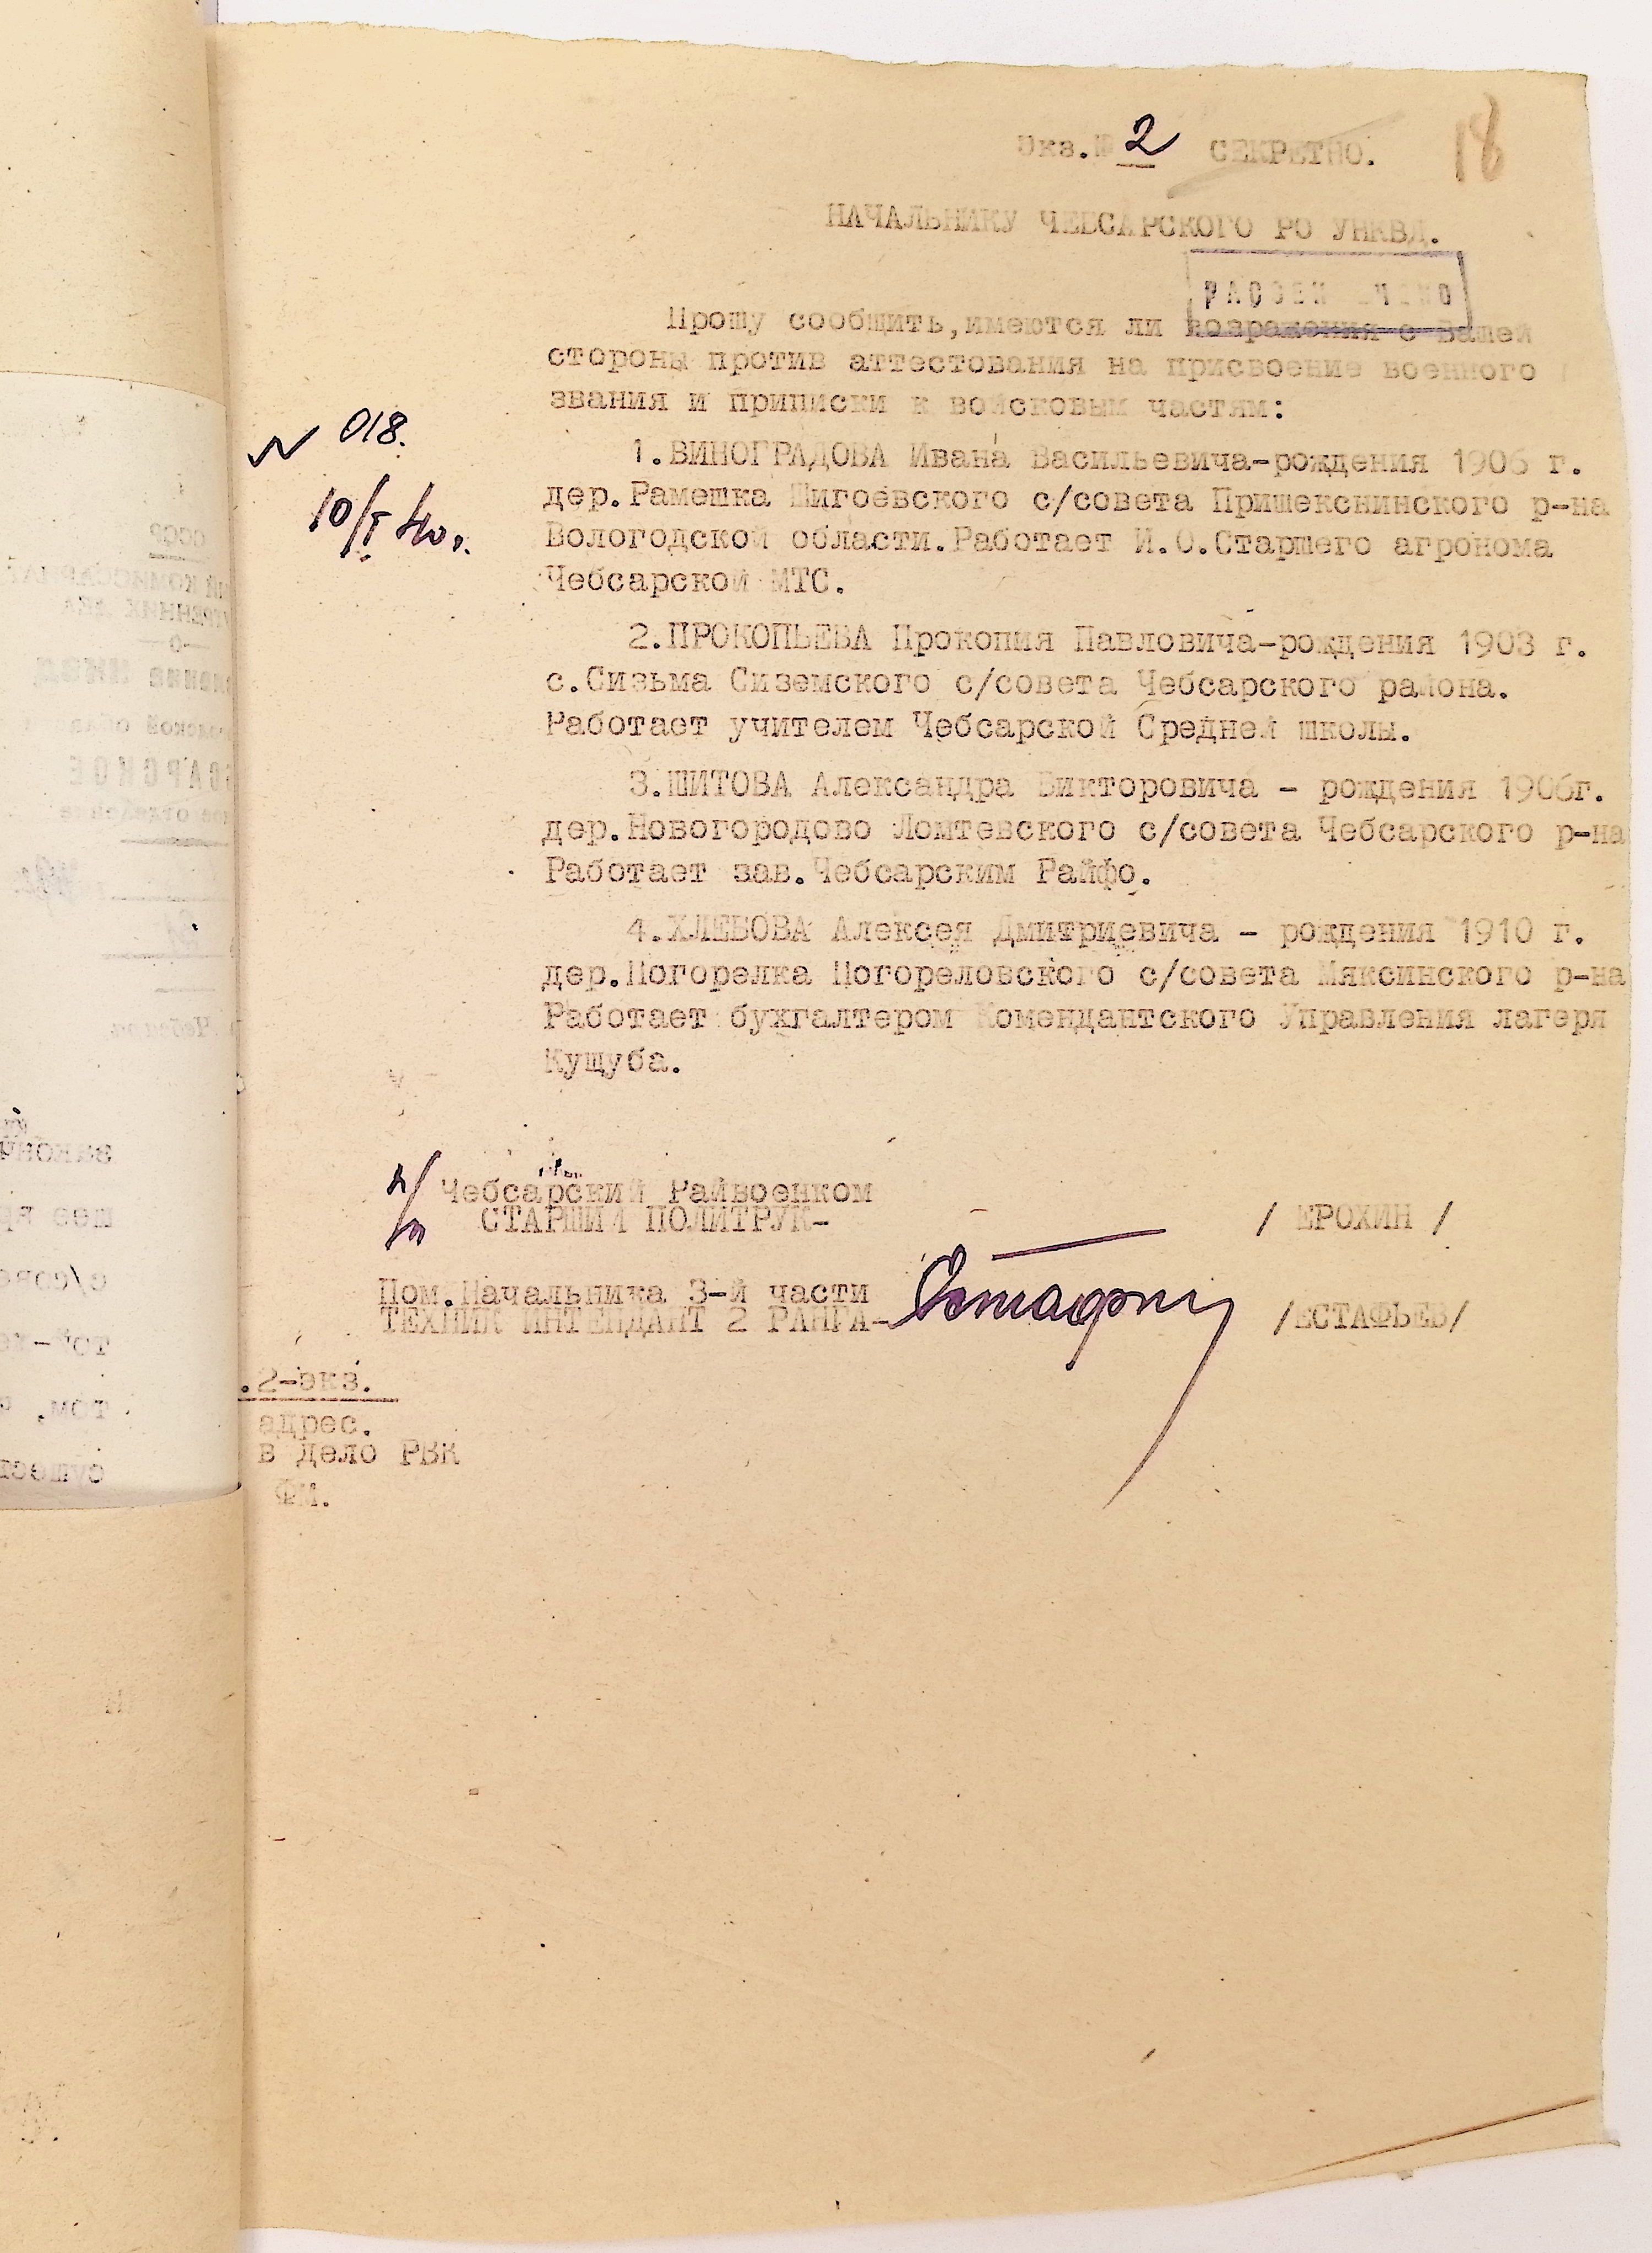 Экз.№ 2 СЕКРЕТНО.
18
НАЧАЛЬНИКУ ЧЕБСАРСКОГО РО УНКВД.
РАССЕКРЕЧЕНО
Прошу сообщить,имеются ли возражения с Вашей
стороны против аттестования на присвоение военного
звания и приписки к войсковым частям:
N 018.
10/I 40г.
1.ВИНОГРАДОВА Ивана Васильевича-рождения 1906 г.
дер.Рамешка Шигоевского с/совета Пришекснинского р-на
Вологодской области.Работает И.О.Старшего агронома
Чебсарской МТС.
2.ПРОКОПЬЕВА Прокопия Павловича-рождения 1903 г.
с.Сизьма Сиземского с/совета Чебсарского района.
Работает учителем Чебсарской Средней школы.
3.ШИТОВА Александра Викторовича - рождения 1906г.
дер.Новогородово Ломтевского с/совета Чебсарского р-на
Работает зав.Чебсарским Райфо.
4.ХЛЕБОВА Алексея Дмитриевича - рождения 1910 г.
дер.Погорелка Погореловского с/совета Мяксинского р-на
Работает бухгалтером Комендантского Управления лагеря
Кущуба.
п/п Чебсарский Райвоенком
СТАРШИЙ ПОЛИТРУК- / ЕРОХИН /
Пом.Начальника 3-й части
ТЕХНИК ИНТЕНДАНТ 2 РАНГА- /ЕСТАФЬЕВ/
.2-экз.
адрес.
в дело РВК
ФМ.